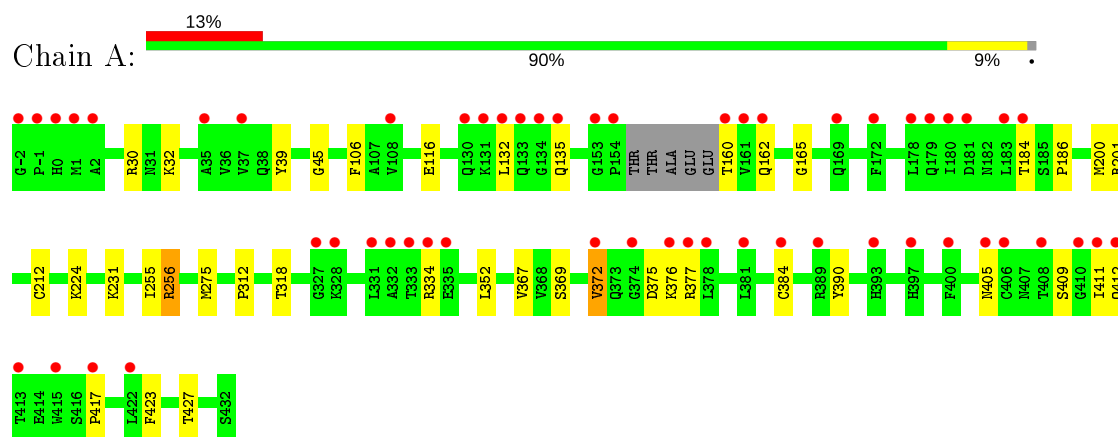 13%
Chain A:
90% 9% •
G-2 P-1 H0 M1 A2 R30 N31 K32 A35 V36 V37 Q38 Y39 G45 F106 A107 V108 E116 Q130 K131 L132 Q133 G134 Q135 G153 P154 THR THR ALA GLU GLU T160 V161 Q162 G165 Q169 F172 L178 Q179 I180 D181 N182 L183 T184 S185 P186 M200
C212 K224 K231 I255 R256 M275 P312 T318 G327 K328 L331 A332 T333 R334 E335 L352 V367 V368 S369 V372 Q373 G374 D375 K376 R377 L378 L381 C384 R389 Y390 H393 H397 F400 N405 C406 N407 T408 S409 G410 I411
T413 E414 W415 S416 P417 L422 F423 T427 S432